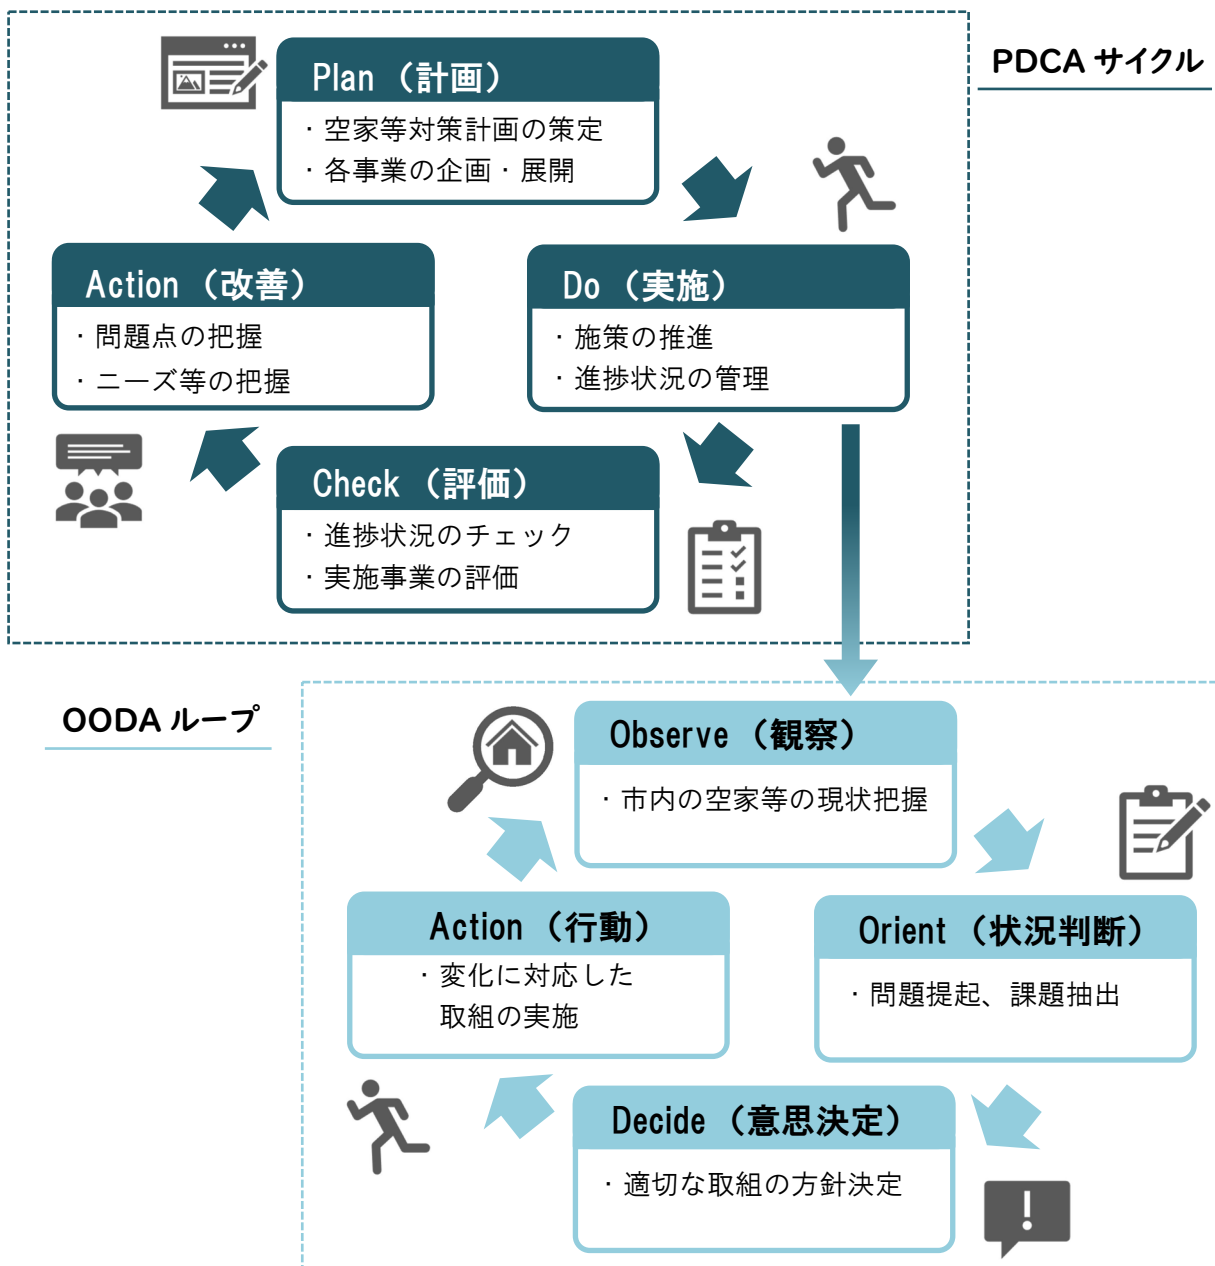 PDCA サイクル
Plan（計画）
・空家等対策計画の策定
・各事業の企画・展開
Action（改善）
・問題点の把握
・ニーズ等の把握
Do（実施）
・施策の推進
・進捗状況の管理
Check（評価）
・進捗状況のチェック
・実施事業の評価
OODA ループ
Observe（観察）
・市内の空家等の現状把握
Action（行動）
・変化に対応した
取組の実施
Orient（状況判断）
・問題提起、課題抽出
Decide（意思決定）
・適切な取組の方針決定
!